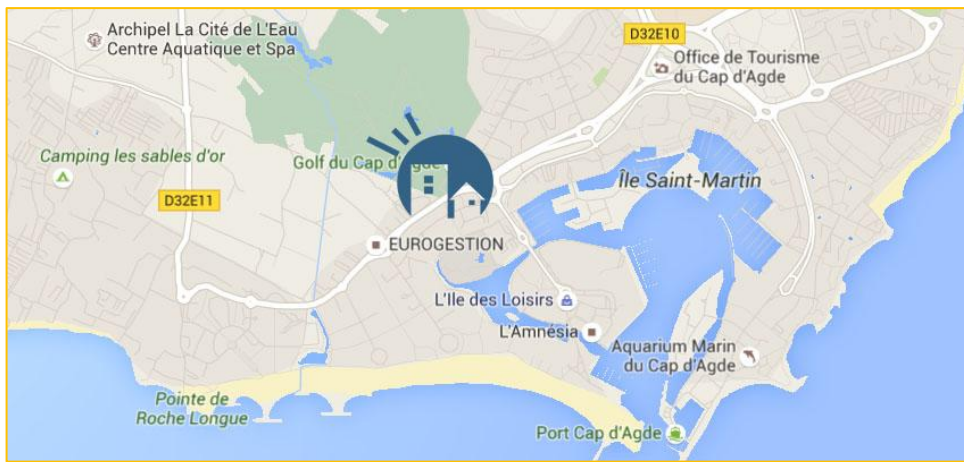 Archipel La Cité de L'Eau
Centre Aquatique et Spa
D32E10
Office de Tourisme
du Cap d'Agde
Camping les sables d'or
Golf du Cap d'Agde
Île Saint-Martin
D32E11
EUROGESTION
L'Ile des Loisirs
L'Amnésia
Aquarium Marin
du Cap d'Agde
Pointe de
Roche Longue
Port Cap d'Agde